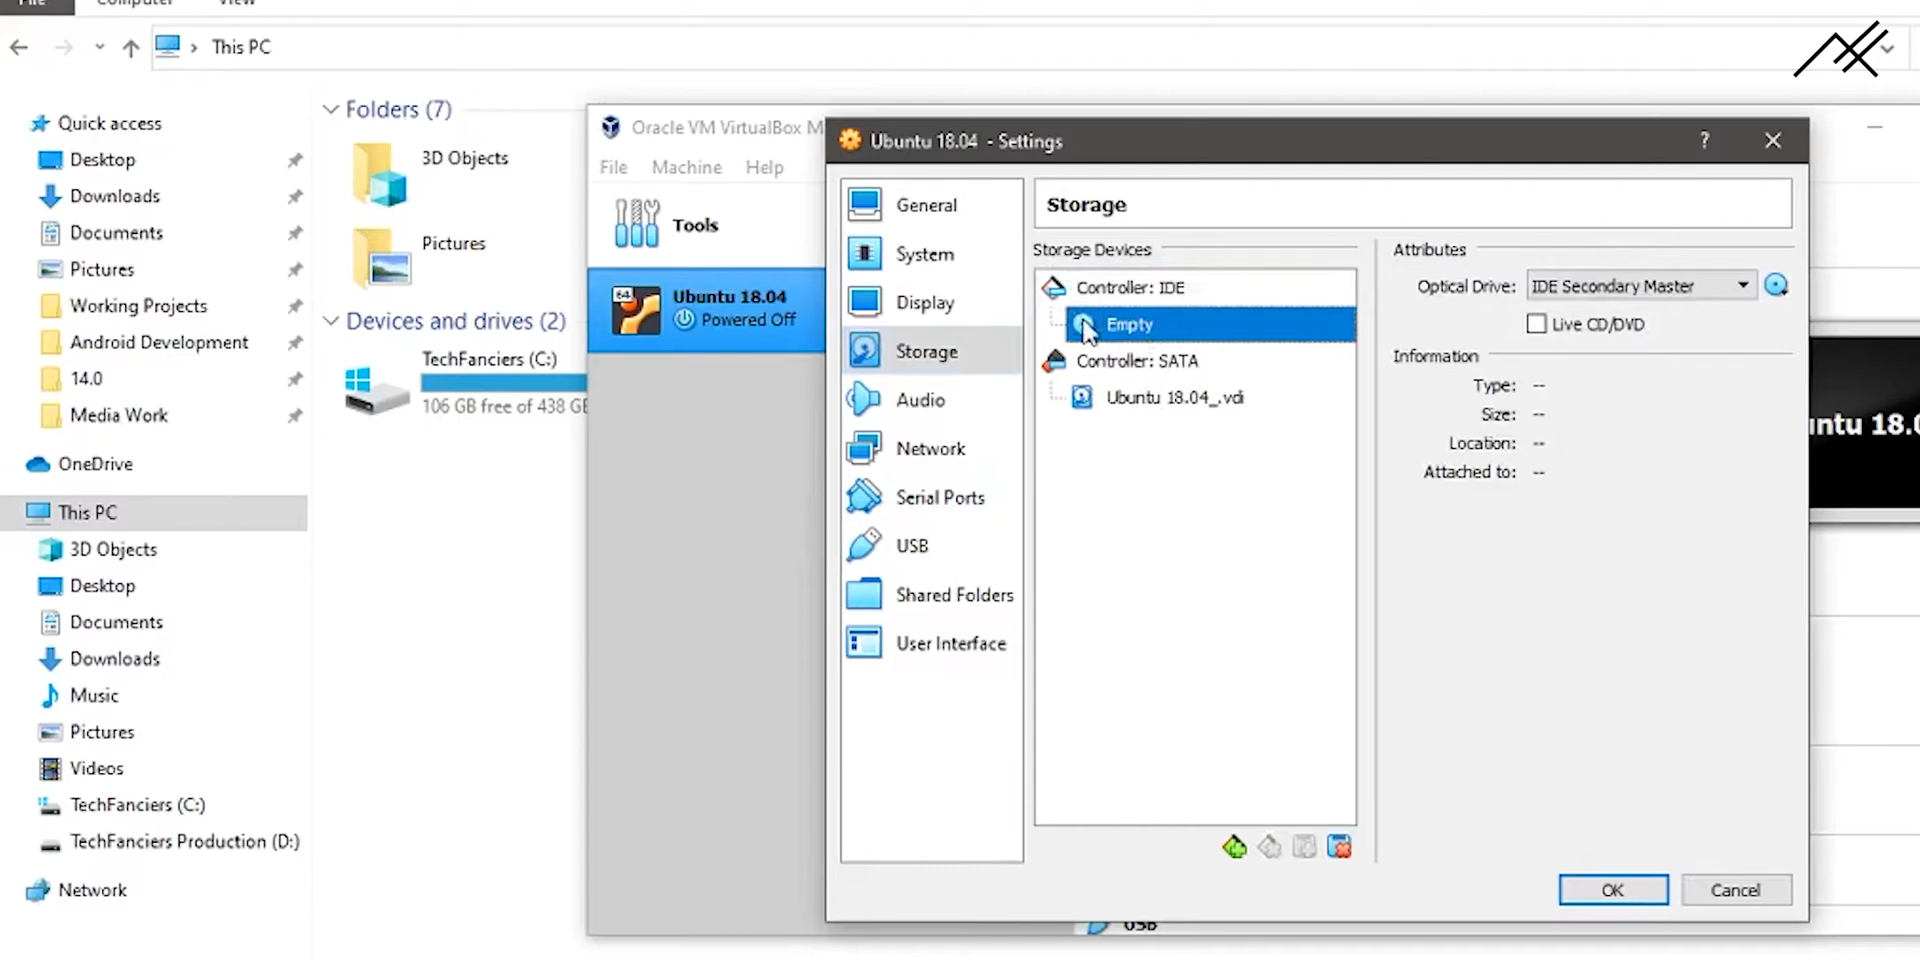 File Computer View
This PC
Quick access
Desktop
Downloads
Documents
Pictures
Working Projects
Android Development
14.0
Media Work
OneDrive
This PC
3D Objects
Desktop
Documents
Downloads
Music
Pictures
Videos
TechFanciers (C:)
TechFanciers Production (D:)
Network
Folders (7)
3D Objects
Pictures
Devices and drives (2)
TechFanciers (C:)
106 GB free of 438 GB
Oracle VM VirtualBox M
File Machine Help
Tools
64
Ubuntu 18.04
Powered Off
Ubuntu 18.04 - Settings
?
General
System
Display
Storage
Audio
Network
Serial Ports
USB
Shared Folders
User Interface
Storage
Storage Devices
Controller: IDE
Empty
Controller: SATA
Ubuntu 18.04_.vdi
Attributes
Optical Drive: IDE Secondary Master
Live CD/DVD
Information
Type: --
Size: --
Location: --
Attached to: --
OK Cancel
untu 18.0
USB